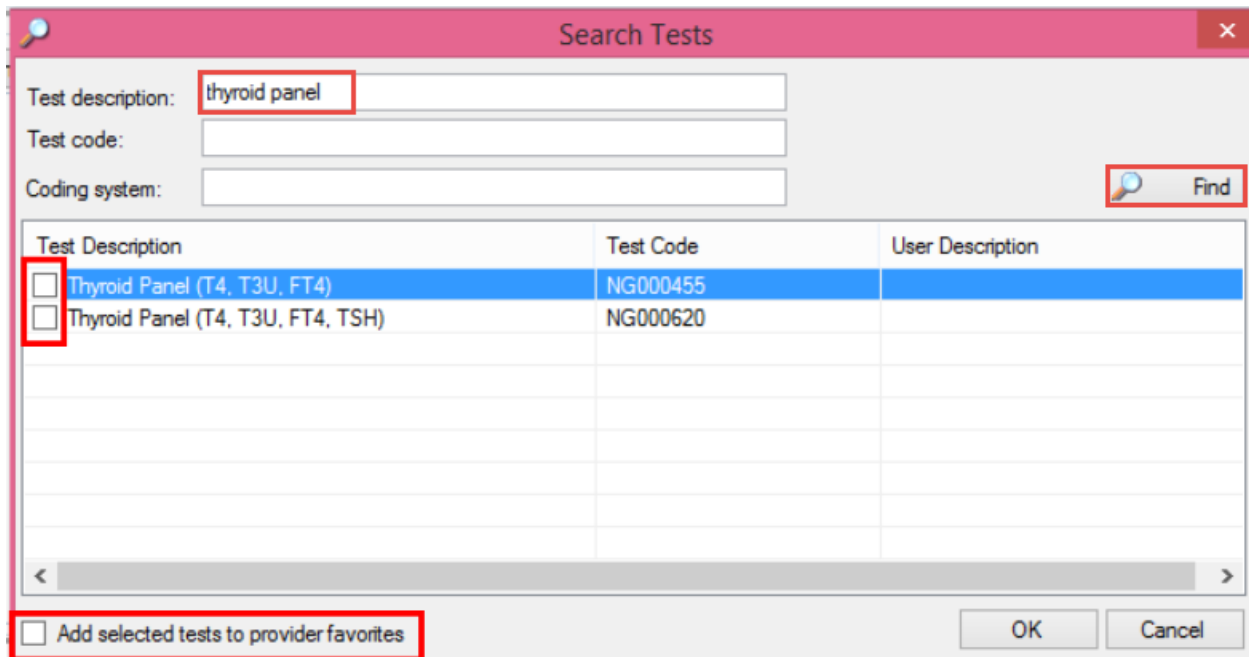 Search Tests
Test description: thyroid panel
Test code:
Coding system:
Find
Test Description Test Code User Description
Thyroid Panel (T4, T3U, FT4) NG000455
Thyroid Panel (T4, T3U, FT4, TSH) NG000620
Add selected tests to provider favorites OK Cancel